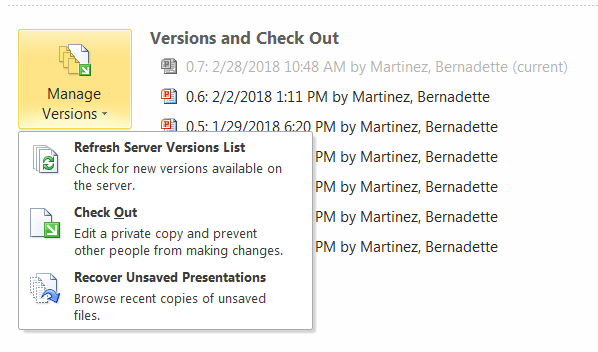 Versions and Check Out
0.7: 2/28/2018 10:48 AM by Martinez, Bernadette (current)
0.6: 2/2/2018 1:11 PM by Martinez, Bernadette
0.5: 1/29/2018 6:20 PM by Martinez, Bernadette
PM by Martinez, Bernadette
PM by Martinez, Bernadette
PM by Martinez, Bernadette
PM by Martinez, Bernadette
Manage
Versions
Refresh Server Versions List
Check for new versions available on
the server.
Check Out
Edit a private copy and prevent
other people from making changes.
Recover Unsaved Presentations
Browse recent copies of unsaved
files.